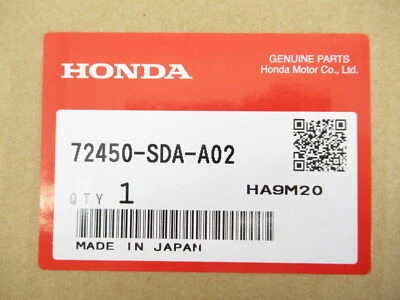 HONDA
GENUINE PARTS
Honda Motor Co., Ltd.
72450-SDA-A02
QTY 1
HA9M20
MADE IN JAPAN